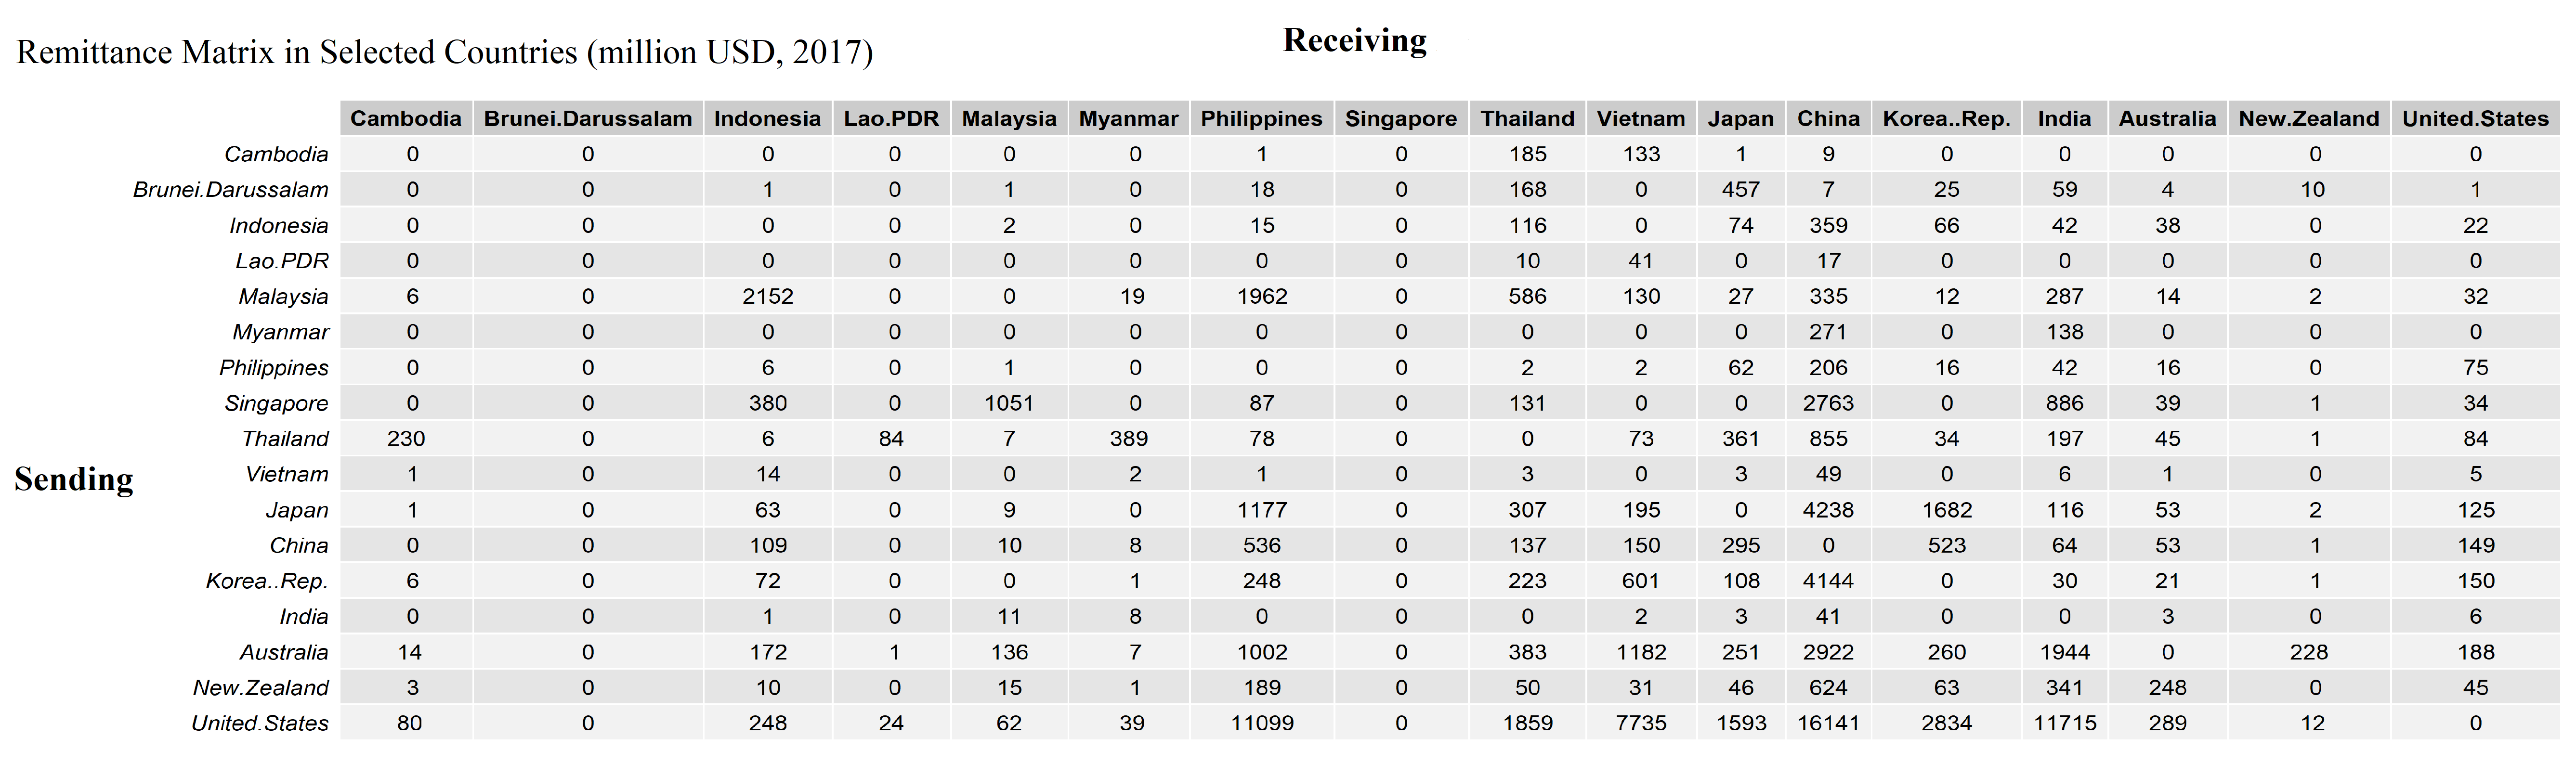 Receiving
Remittance Matrix in Selected Countries (million USD, 2017)
Cambodia Brunei.Darussalam Indonesia Lao.PDR Malaysia Myanmar Philippines Singapore Thailand Vietnam Japan China Korea..Rep. India Australia New.Zealand United.States
Cambodia 0 0 0 0 0 0 1 0 185 133 1 9 0 0 0 0 0
Brunei.Darussalam 0 0 1 0 1 0 18 0 168 0 457 7 25 59 4 10 1
Indonesia 0 0 0 0 2 0 15 0 116 0 74 359 66 42 38 0 22
Lao.PDR 0 0 0 0 0 0 0 0 10 41 0 17 0 0 0 0 0
Malaysia 6 0 2152 0 0 19 1962 0 586 130 27 335 12 287 14 2 32
Myanmar 0 0 0 0 0 0 0 0 0 0 0 271 0 138 0 0 0
Philippines 0 0 6 0 1 0 0 0 2 2 62 206 16 42 16 0 75
Singapore 0 0 380 0 1051 0 87 0 131 0 0 2763 0 886 39 1 34
Thailand 230 0 6 84 7 389 78 0 0 73 361 855 34 197 45 1 84
Sending
Vietnam 1 0 14 0 0 2 1 0 3 0 3 49 0 6 1 0 5
Japan 1 0 63 0 9 0 1177 0 307 195 0 4238 1682 116 53 2 125
China 0 0 109 0 10 8 536 0 137 150 295 0 523 64 53 1 149
Korea..Rep. 6 0 72 0 0 1 248 0 223 601 108 4144 0 30 21 1 150
India 0 0 1 0 11 8 0 0 0 2 3 41 0 0 3 0 6
Australia 14 0 172 1 136 7 1002 0 383 1182 251 2922 260 1944 0 228 188
New.Zealand 3 0 10 0 15 1 189 0 50 31 46 624 63 341 248 0 45
United.States 80 0 248 24 62 39 11099 0 1859 7735 1593 16141 2834 11715 289 12 0